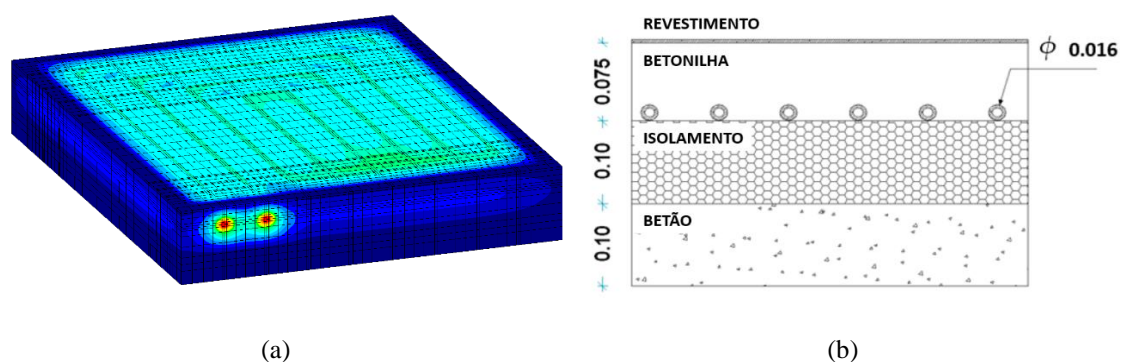 REVESTIMENTO
BETONILHA
ϕ 0.016
0.075
ISOLAMENTO
0.10
BETÃO
0.10
(a)
(b)